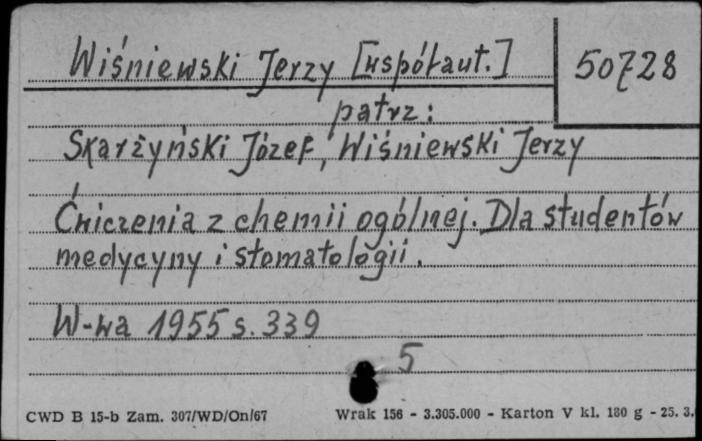 Wiśniewski Jerzy [współaut.] 50728
patrz:
Skarżyński Józef, Wiśniewski Jerzy
Ćwiczenia z chemii ogólnej. Dla studentów
medycyny i stomatologii.
W-wa 1955 s. 339
5
CWD B 15-b Zam. 307/WD/On/67 Wrak 156 - 3.305.000 - Karton V kl. 180 g - 25. 3.